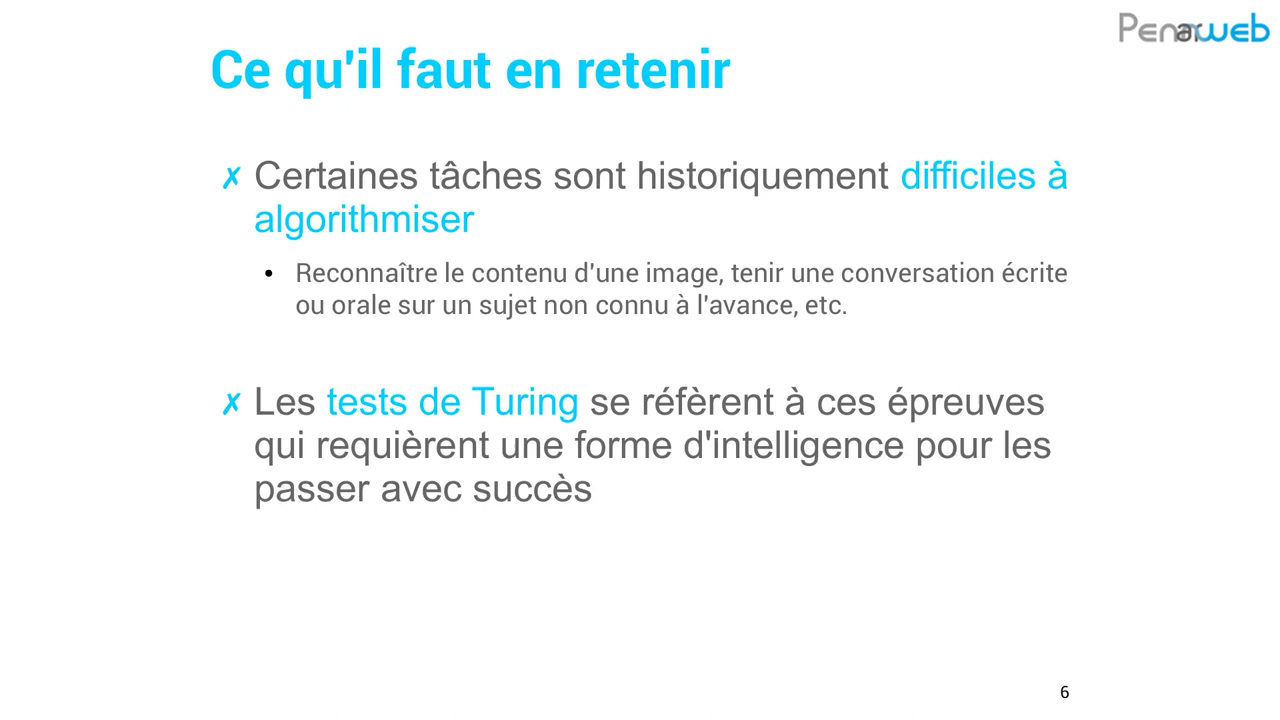 Penarweb
Ce qu'il faut en retenir
✗ Certaines tâches sont historiquement difficiles à
algorithmiser
• Reconnaître le contenu d'une image, tenir une conversation écrite
ou orale sur un sujet non connu à l'avance, etc.
✗ Les tests de Turing se réfèrent à ces épreuves
qui requièrent une forme d'intelligence pour les
passer avec succès
6